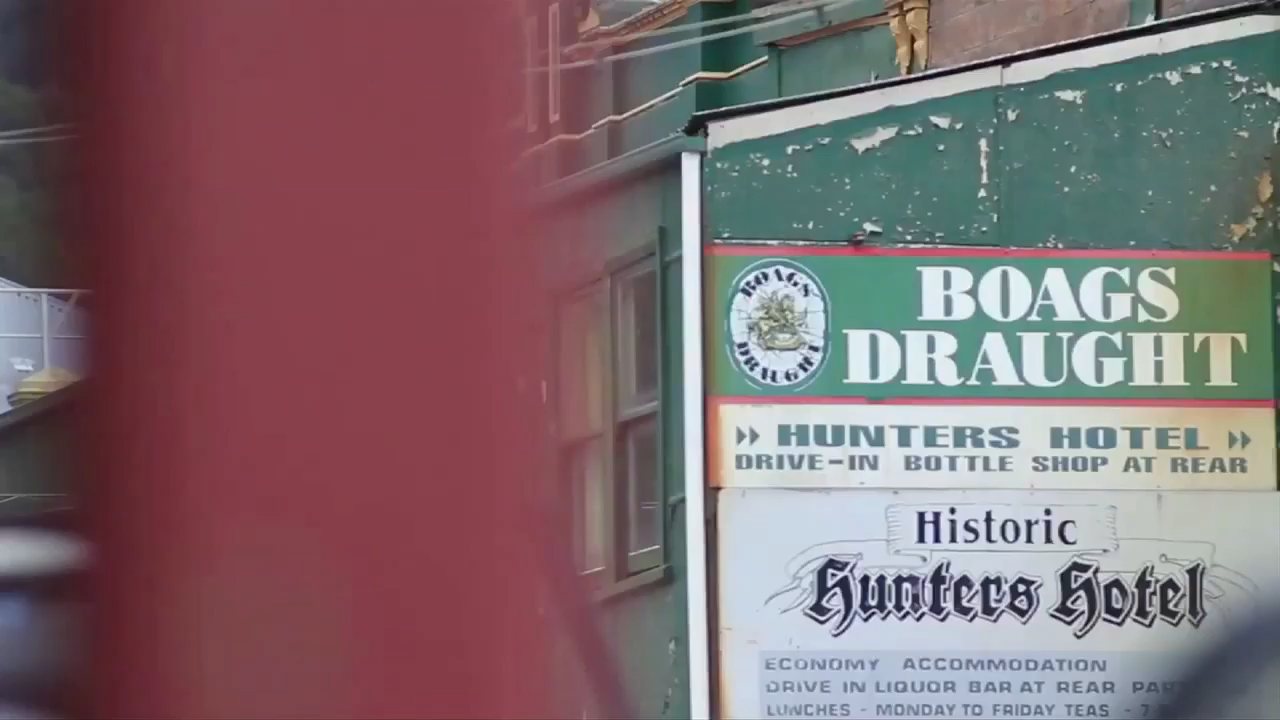 BOAGS
DRAUGHT
BOAGS
DRAUGHT
HUNTERS HOTEL
DRIVE-IN BOTTLE SHOP AT REAR
Historic
Hunters Hotel
ECONOMY ACCOMMODATION
DRIVE IN LIQUOR BAR AT REAR
LUNCHES - MONDAY TO FRIDAY TEAS - 7